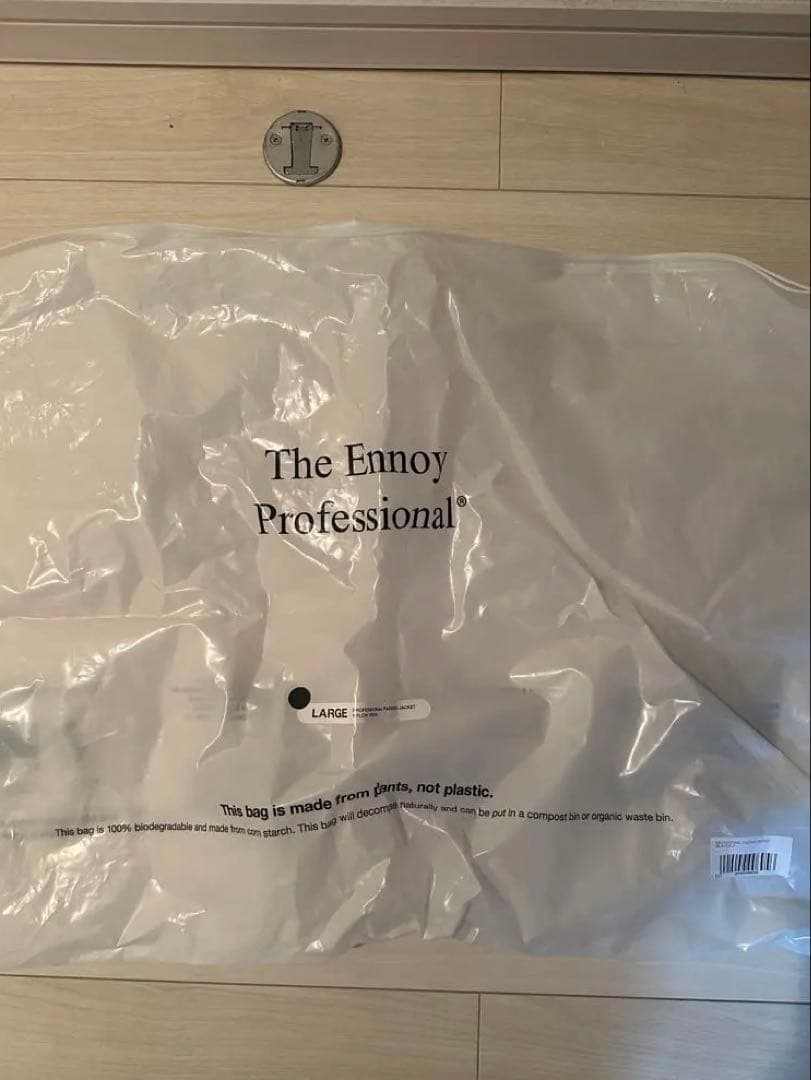 The Ennoy
Professional®
LARGE
This bag is made from plants, not plastic.
This bag is 100% biodegradable and made from corn starch. This bag will decompose naturally and can be put in a compost bin or organic waste bin.